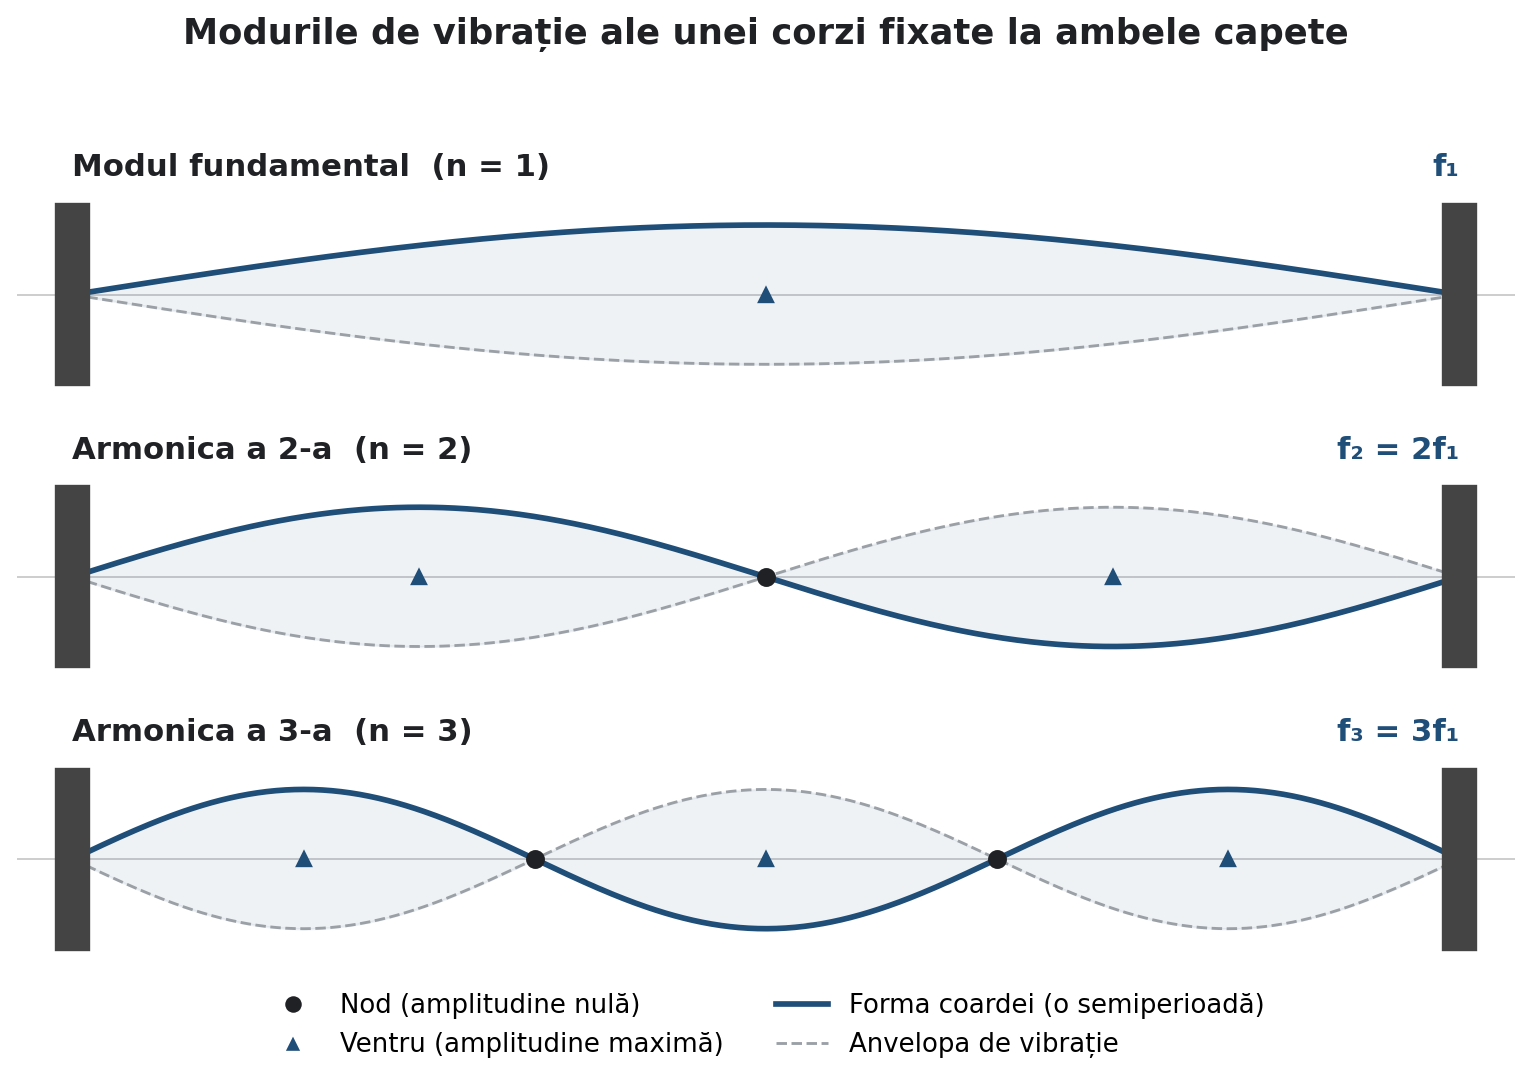 Modurile de vibrație ale unei corzi fixate la ambele capete
Modul fundamental (n = 1)
f₁
Armonica a 2-a (n = 2)
f₂ = 2f₁
Armonica a 3-a (n = 3)
f₃ = 3f₁
Nod (amplitudine nulă)
Ventru (amplitudine maximă)
Forma coardei (o semiperioadă)
Anvelopa de vibrație